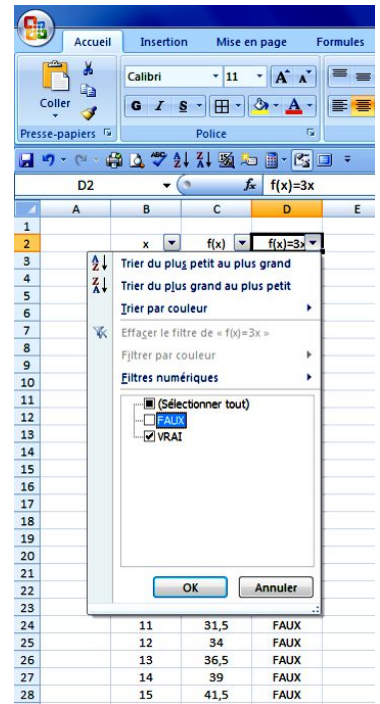 Accueil Insertion Mise en page Formules
Calibri 11 A A
Coller G I S A
Presse-papiers Police
ABC
D2 fx f(x)=3x
A B C D E
1
2 x f(x) f(x)=3x
3 Trier du plus petit au plus grand
4 Trier du plus grand au plus petit
5
6 Trier par couleur
7 Effacer le filtre de « f(x)=3x »
8 Filtrer par couleur
9
10 Filtres numériques
11 (Sélectionner tout)
12 FAUX
13 VRAI
14
15
16
17
18
19
20
21
22 OK Annuler
23
24 11 31,5 FAUX
25 12 34 FAUX
26 13 36,5 FAUX
27 14 39 FAUX
28 15 41,5 FAUX